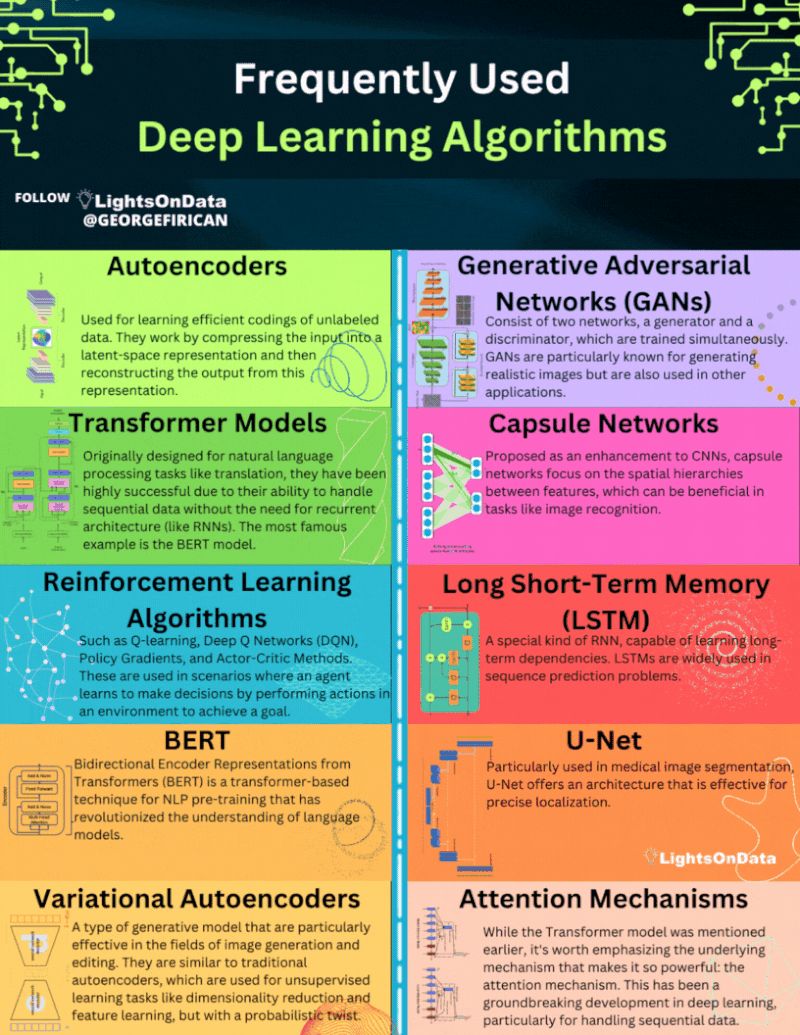 Frequently Used
Deep Learning Algorithms
FOLLOW LightsOnData
@GEORGEFIRICAN
Autoencoders
Used for learning efficient codings of unlabeled
data. They work by compressing the input into a
latent-space representation and then
reconstructing the output from this
representation.
Generative Adversarial
Networks (GANs)
Consist of two networks, a generator and a
discriminator, which are trained simultaneously.
GANs are particularly known for generating
realistic images but are also used in other
applications.
Transformer Models
Originally designed for natural language
processing tasks like translation, they have been
highly successful due to their ability to handle
sequential data without the need for recurrent
architecture (like RNNs). The most famous
example is the BERT model.
Capsule Networks
Proposed as an enhancement to CNNs, capsule
networks focus on the spatial hierarchies
between features, which can be beneficial in
tasks like image recognition.
Reinforcement Learning
Algorithms
Such as Q-learning, Deep Q Networks (DQN),
Policy Gradients, and Actor-Critic Methods.
These are used in scenarios where an agent
learns to make decisions by performing actions in
an environment to achieve a goal.
Long Short-Term Memory
(LSTM)
A special kind of RNN, capable of learning long-
term dependencies. LSTMs are widely used in
sequence prediction problems.
BERT
Bidirectional Encoder Representations from
Transformers (BERT) is a transformer-based
technique for NLP pre-training that has
revolutionized the understanding of language
models.
Encoder
Add & Norm
Feed Forward
Add & Norm
Multi-Head
Attention
U-Net
Particularly used in medical image segmentation,
U-Net offers an architecture that is effective for
precise localization.
LightsOnData
Variational Autoencoders
A type of generative model that are particularly
effective in the fields of image generation and
editing. They are similar to traditional
autoencoders, which are used for unsupervised
learning tasks like dimensionality reduction and
feature learning, but with a probabilistic twist.
Attention Mechanisms
While the Transformer model was mentioned
earlier, it's worth emphasizing the underlying
mechanism that makes it so powerful: the
attention mechanism. This has been a
groundbreaking development in deep learning,
particularly for handling sequential data.